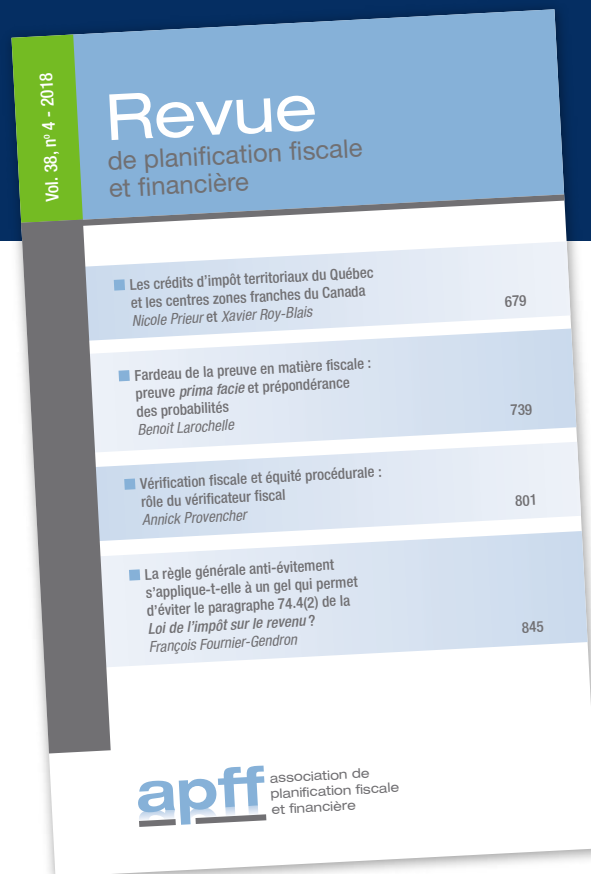 Vol. 38, nº 4 - 2018
Revue
de planification fiscale
et financière
Les crédits d’impôt territoriaux du Québec
et les centres zones franches du Canada
Nicole Prieur et Xavier Roy-Blais
679
Fardeau de la preuve en matière fiscale :
preuve prima facie et prépondérance
des probabilités
Benoit Larochelle
739
Vérification fiscale et équité procédurale :
rôle du vérificateur fiscal
Annick Provencher
801
La règle générale anti-évitement
s’applique-t-elle à un gel qui permet
d’éviter le paragraphe 74.4(2) de la
Loi de l’impôt sur le revenu ?
François Fournier-Gendron
845
apff
association de
planification fiscale
et financière